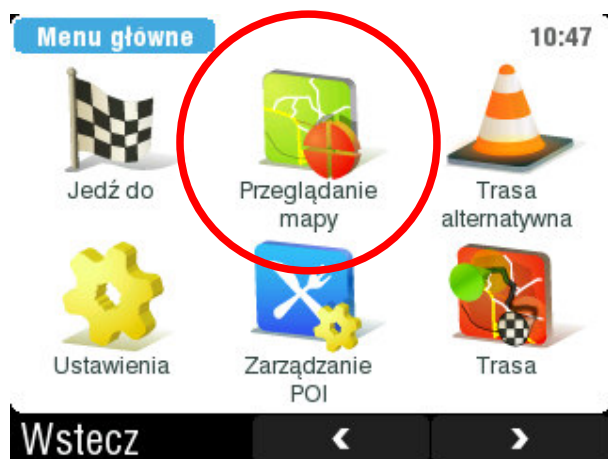 Menu główne
10:47
Jedź do
Przeglądanie
mapy
Trasa
alternatywna
Ustawienia
Zarządzanie
POI
Trasa
Wstecz